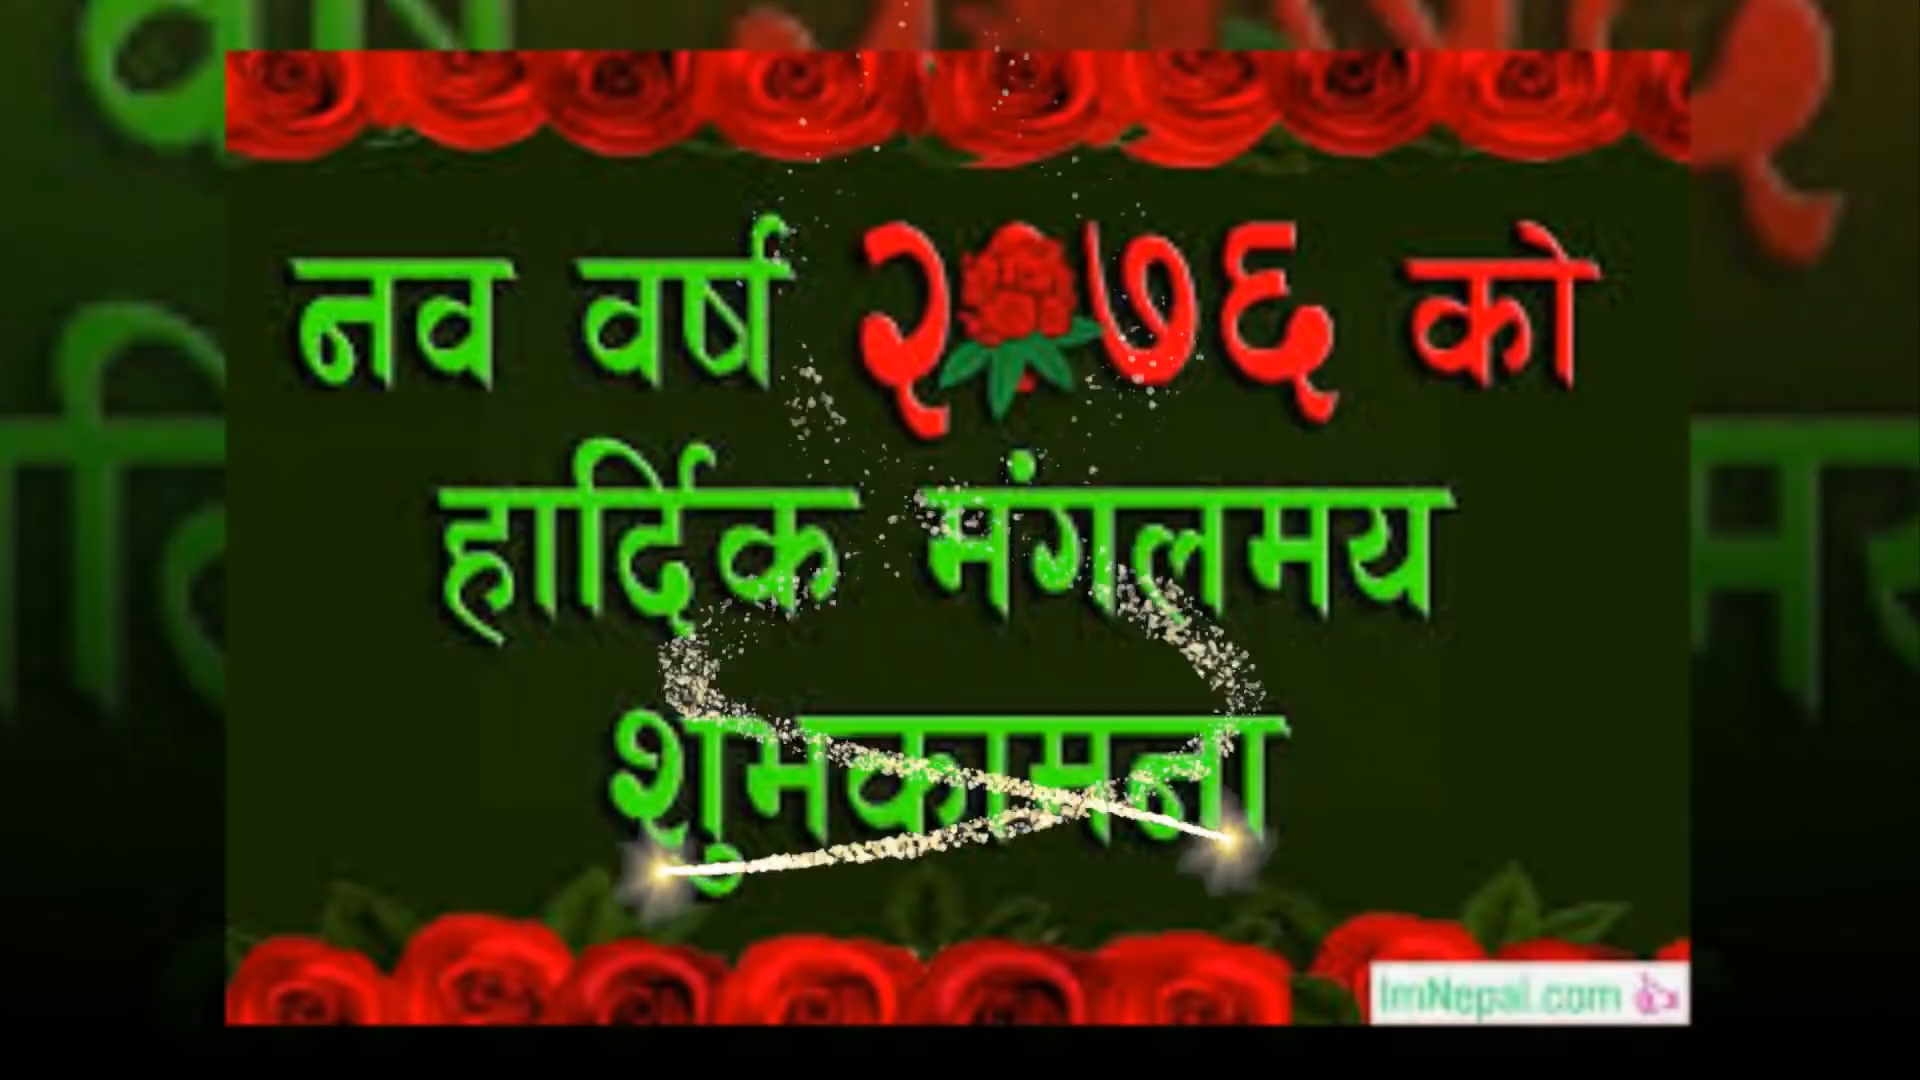 नव वर्ष २०७६ को
हार्दिक मंगलमय
शुभकामना
ImNepal.com